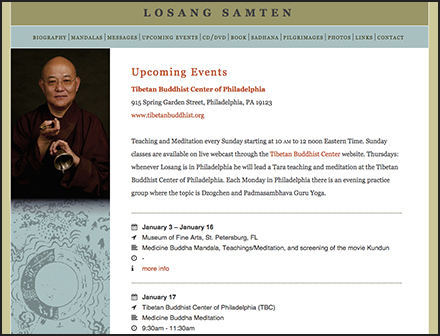 LOSANG SAMTEN
BIOGRAPHY | MANDALAS | MESSAGES | UPCOMING EVENTS | CD/DVD | BOOK | SADHANA | PILGRIMAGES | PHOTOS | LINKS | CONTACT
Upcoming Events
Tibetan Buddhist Center of Philadelphia
915 Spring Garden Street, Philadelphia, PA 19123
www.tibetanbuddhist.org
Teaching and Meditation every Sunday starting at 10 AM to 12 noon Eastern Time. Sunday
classes are available on live webcast through the Tibetan Buddhist Center website. Thursdays:
whenever Losang is in Philadelphia he will lead a Tara teaching and meditation at the Tibetan
Buddhist Center of Philadelphia. Each Monday in Philadelphia there is an evening practice
group where the topic is Dzogchen and Padmasambhava Guru Yoga.
January 3 – January 16
Museum of Fine Arts, St. Petersburg, FL
Medicine Buddha Mandala, Teachings/Meditation, and screening of the movie Kundun
-
more info
January 17
Tibetan Buddhist Center of Philadelphia (TBC)
Medicine Buddha Meditation
9:30am - 11:30am